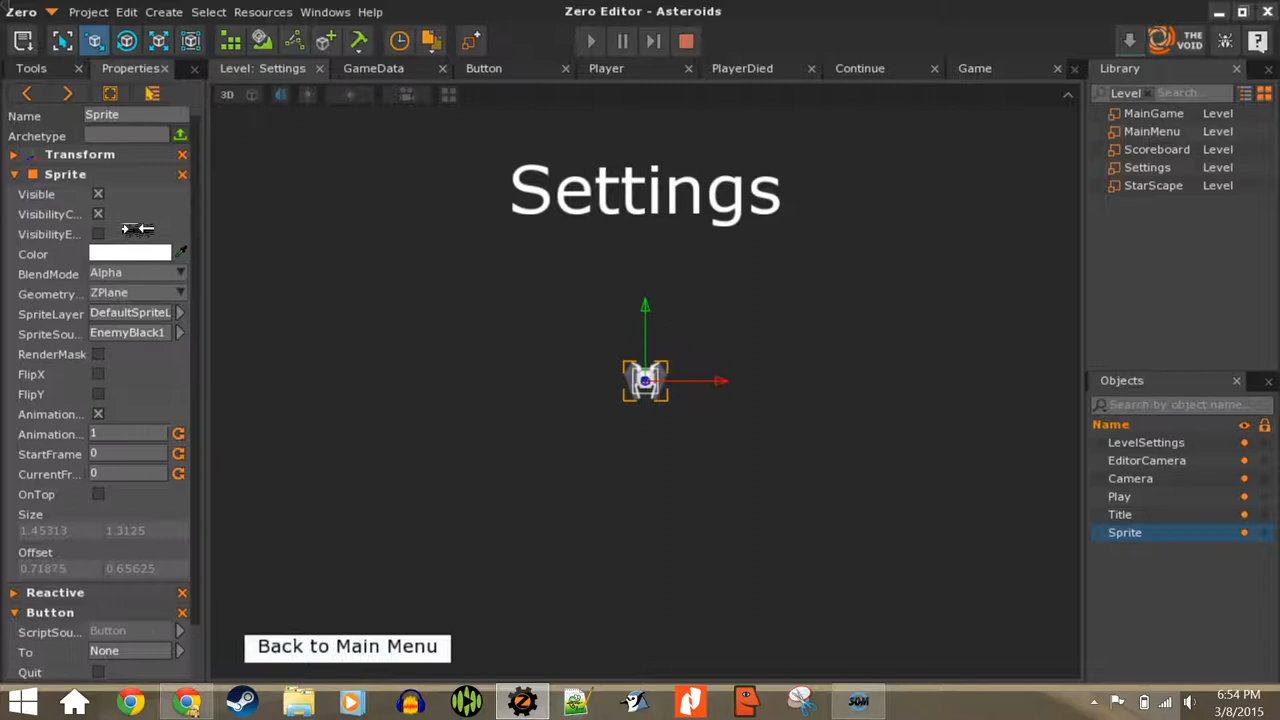 Zero Project Edit Create Select Resources Windows Help Zero Editor - Asteroids
THE VOID
Tools Properties Level: Settings GameData Button Player PlayerDied Continue Game Library
3D Level Search...
Name Sprite
Archetype
Transform
Sprite
Visible
VisibilityC...
VisibilityE...
Color
BlendMode Alpha
Geometry... ZPlane
SpriteLayer DefaultSpriteL
SpriteSou... EnemyBlack1
RenderMask
FlipX
FlipY
Animation...
Animation... 1
StartFrame 0
CurrentFr... 0
OnTop
Size
1.45313 1.3125
Offset
0.71875 0.65625
Reactive
Button
ScriptSou... Button
To None
Quit
Settings
Back to Main Menu
MainGame Level
MainMenu Level
Scoreboard Level
Settings Level
StarScape Level
Objects
Search by object name...
Name
LevelSettings
EditorCamera
Camera
Play
Title
Sprite
SOM
6:54 PM
3/8/2015